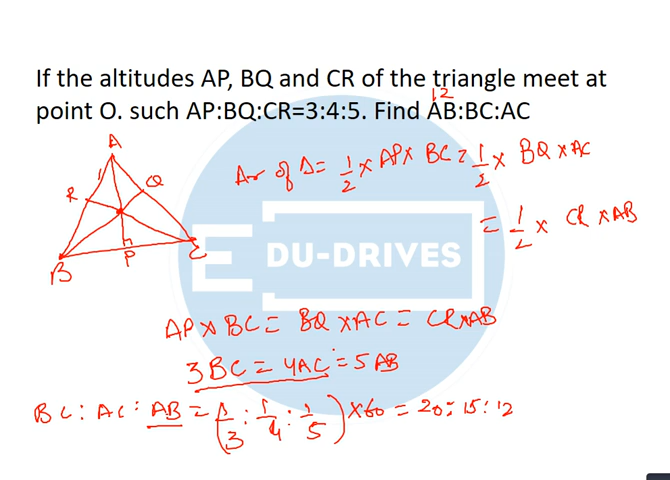 If the altitudes AP, BQ and CR of the triangle meet at
12
point O. such AP:BQ:CR=3:4:5. Find AB:BC:AC
A
R
Q
B
P
C
Ar of Δ = 1/2 × AP × BC = 1/2 × BQ × AC
= 1/2 × CR × AB
E DU-DRIVES
AP × BC = BQ × AC = CR × AB
3BC = 4AC = 5AB
BC : AC : AB = (1/3 : 1/4 : 1/5) × 60 = 20 : 15 : 12